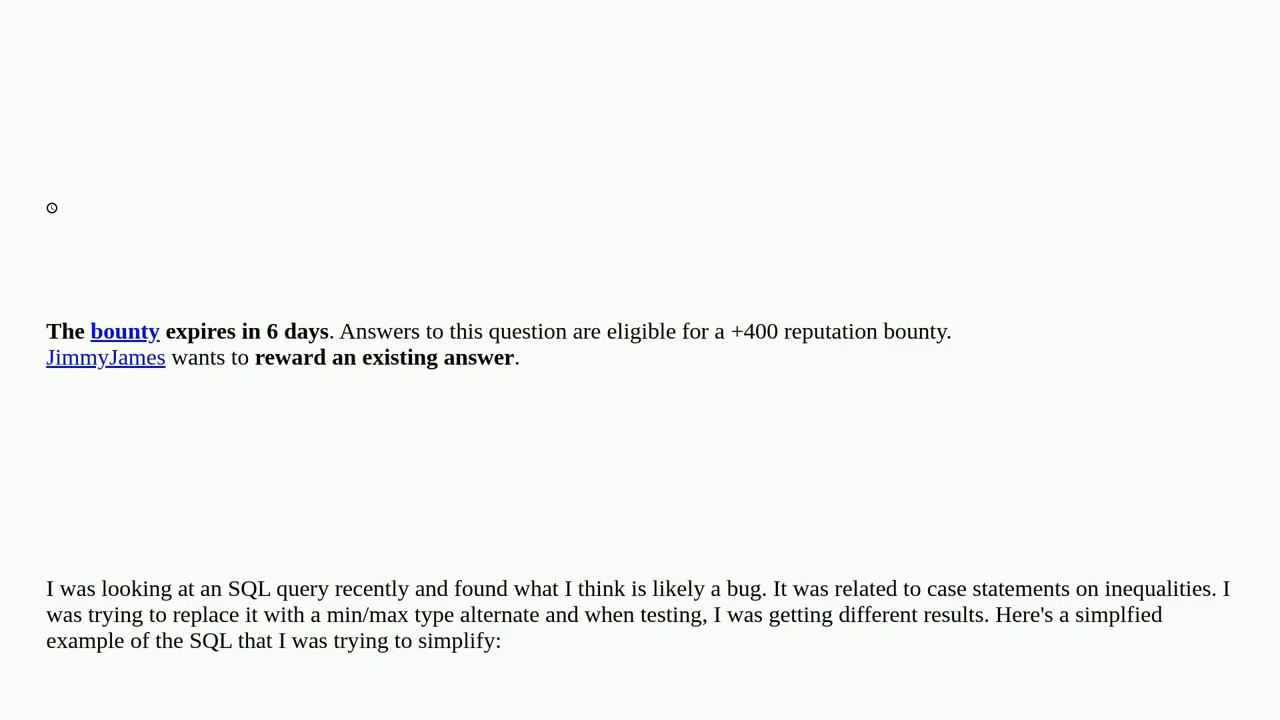 The bounty expires in 6 days. Answers to this question are eligible for a +400 reputation bounty.
JimmyJames wants to reward an existing answer.
I was looking at an SQL query recently and found what I think is likely a bug. It was related to case statements on inequalities. I
was trying to replace it with a min/max type alternate and when testing, I was getting different results. Here's a simplfied
example of the SQL that I was trying to simplify: